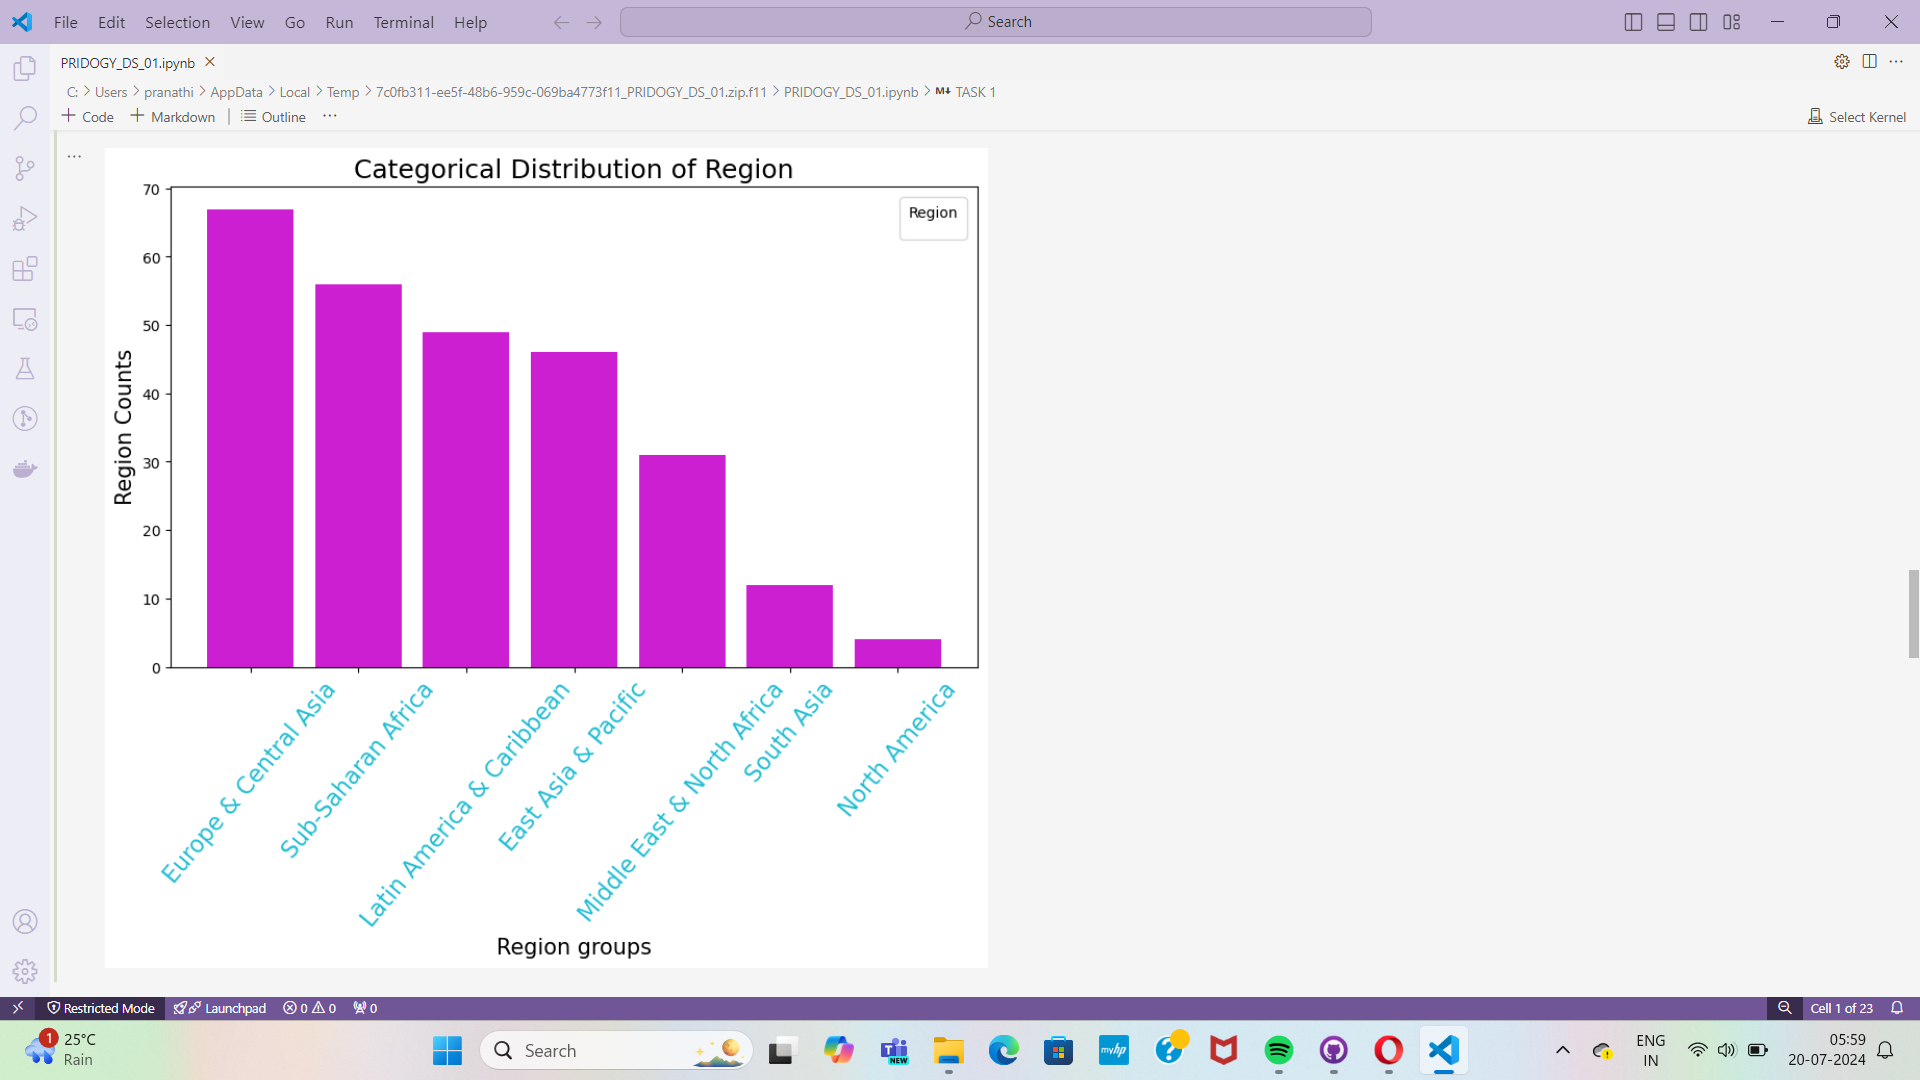 File Edit Selection View Go Run Terminal Help
Search
PRIDOGY_DS_01.ipynb
C: > Users > pranathi > AppData > Local > Temp > 7c0fb311-ee5f-48b6-959c-069ba4773f11_PRIDOGY_DS_01.zip.f11 > PRIDOGY_DS_01.ipynb > M↓ TASK 1
+ Code + Markdown Outline ...
Select Kernel
Categorical Distribution of Region
Region
70
60
50
40
30
20
10
0
Region Counts
Europe & Central Asia
Sub-Saharan Africa
Latin America & Caribbean
East Asia & Pacific
Middle East & North Africa
South Asia
North America
Region groups
Restricted Mode Launchpad 0 0 0
Cell 1 of 23
1
25°C
Rain
Search
NEW
myhp
ENG
IN
05:59
20-07-2024